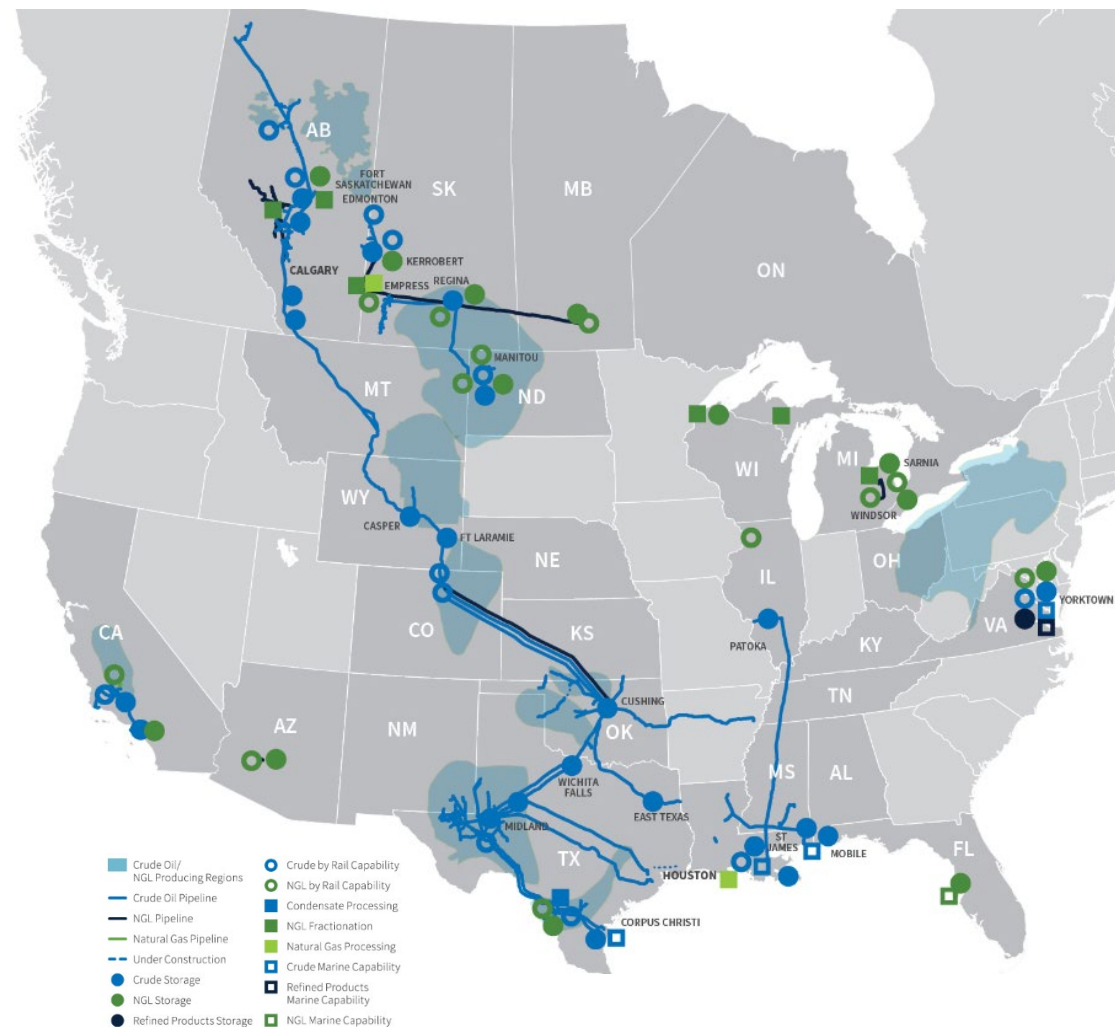 AB
FORT
SASKATCHEWAN
EDMONTON
SK
MB
ON
KERROBERT
CALGARY
EMPRESS
REGINA
MANITOU
MT
ND
WI
MI
SARNIA
WINDSOR
WY
CASPER
FT LARAMIE
NE
IL
OH
YORKTOWN
VA
CO
KS
PATOKA
KY
CA
CUSHING
TN
AZ
NM
OK
MS
AL
WICHITA
FALLS
EAST TEXAS
MIDLAND
TX
ST
JAMES
MOBILE
HOUSTON
FL
CORPUS CHRISTI
Crude Oil/
NGL Producing Regions
Crude Oil Pipeline
NGL Pipeline
Natural Gas Pipeline
Under Construction
Crude Storage
NGL Storage
Refined Products Storage
Crude by Rail Capability
NGL by Rail Capability
Condensate Processing
NGL Fractionation
Natural Gas Processing
Crude Marine Capability
Refined Products
Marine Capability
NGL Marine Capability